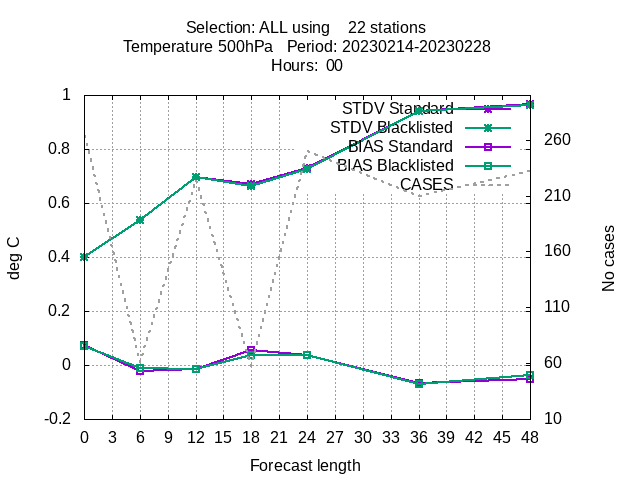 Selection: ALL using 22 stations
Temperature 500hPa Period: 20230214-20230228
Hours: 00
1
0.8
0.6
0.4
0.2
0
-0.2
deg C
STDV Standard
STDV Blacklisted
BIAS Standard
BIAS Blacklisted
CASES
260
210
160
110
60
10
No cases
0 3 6 9 12 15 18 21 24 27 30 33 36 39 42 45 48
Forecast length